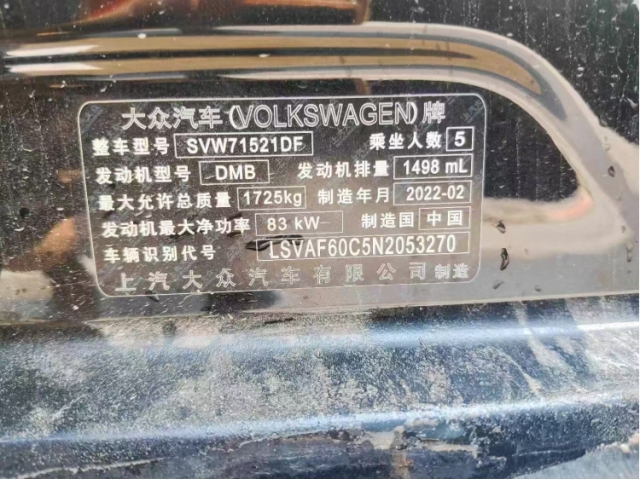 大众汽车(VOLKSWAGEN)牌
整车型号 SVW71521DF 乘坐人数 5
发动机型号 DMB 发动机排量 1498 mL
最大允许总质量 1725kg 制造年月 2022-02
发动机最大净功率 83 kW 制造国 中国
车辆识别代号 LSVAF60C5N2053270
上汽大众汽车有限公司 制造